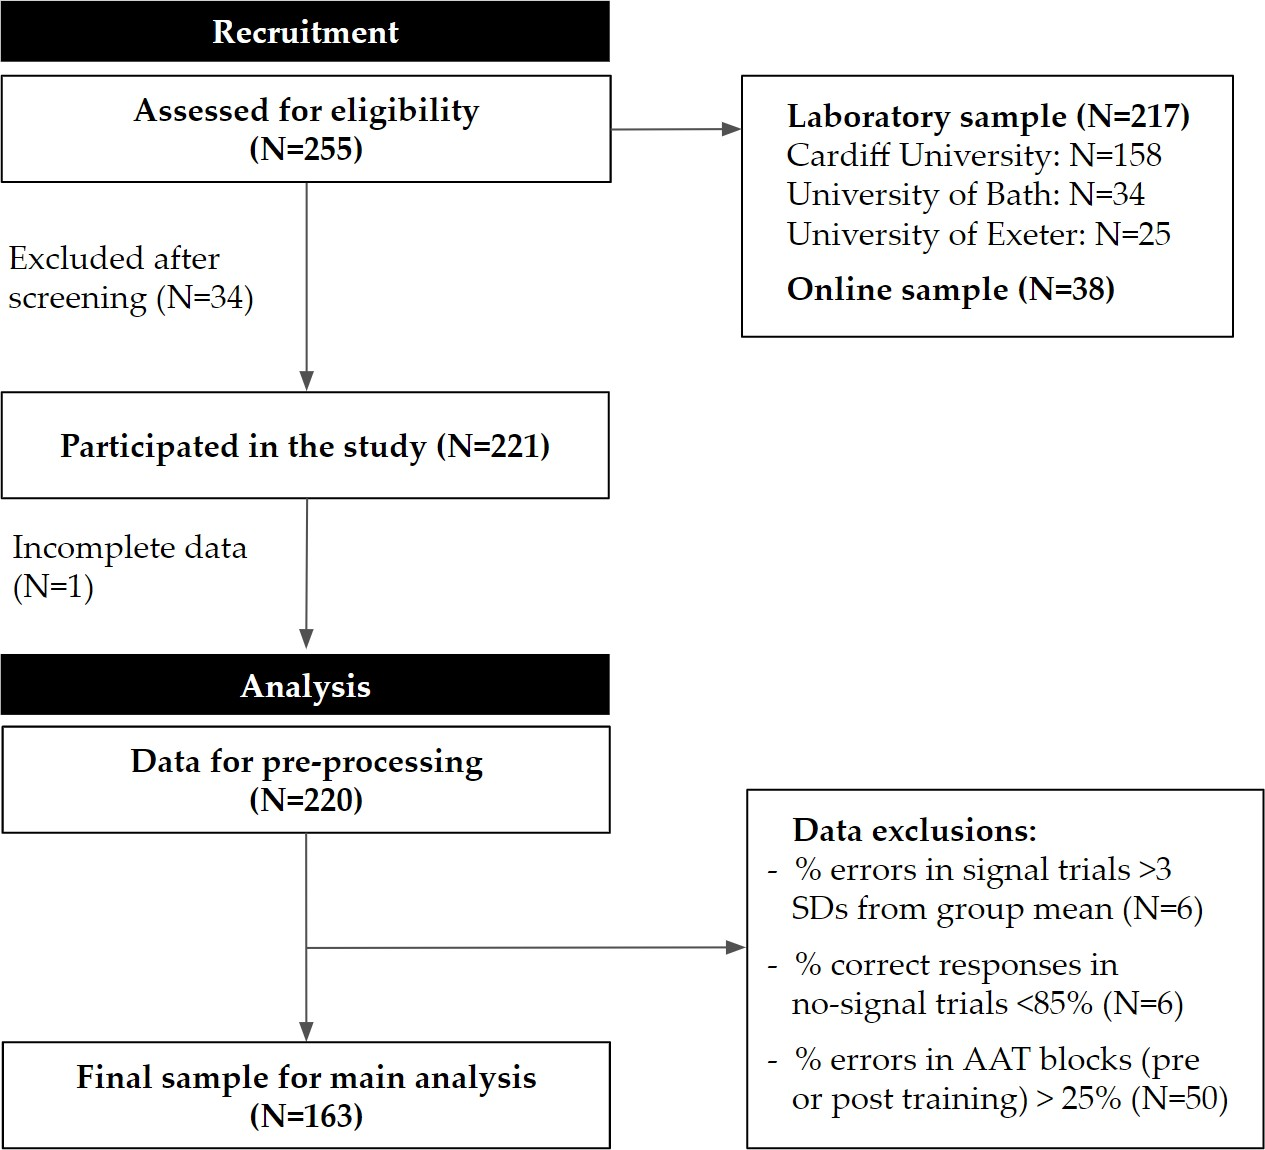 Recruitment
Assessed for eligibility
(N=255)
Laboratory sample (N=217)
Cardiff University: N=158
University of Bath: N=34
University of Exeter: N=25
Online sample (N=38)
Excluded after
screening (N=34)
Participated in the study (N=221)
Incomplete data
(N=1)
Analysis
Data for pre-processing
(N=220)
Data exclusions:
- % errors in signal trials >3
SDs from group mean (N=6)
- % correct responses in
no-signal trials <85% (N=6)
- % errors in AAT blocks (pre
or post training) > 25% (N=50)
Final sample for main analysis
(N=163)